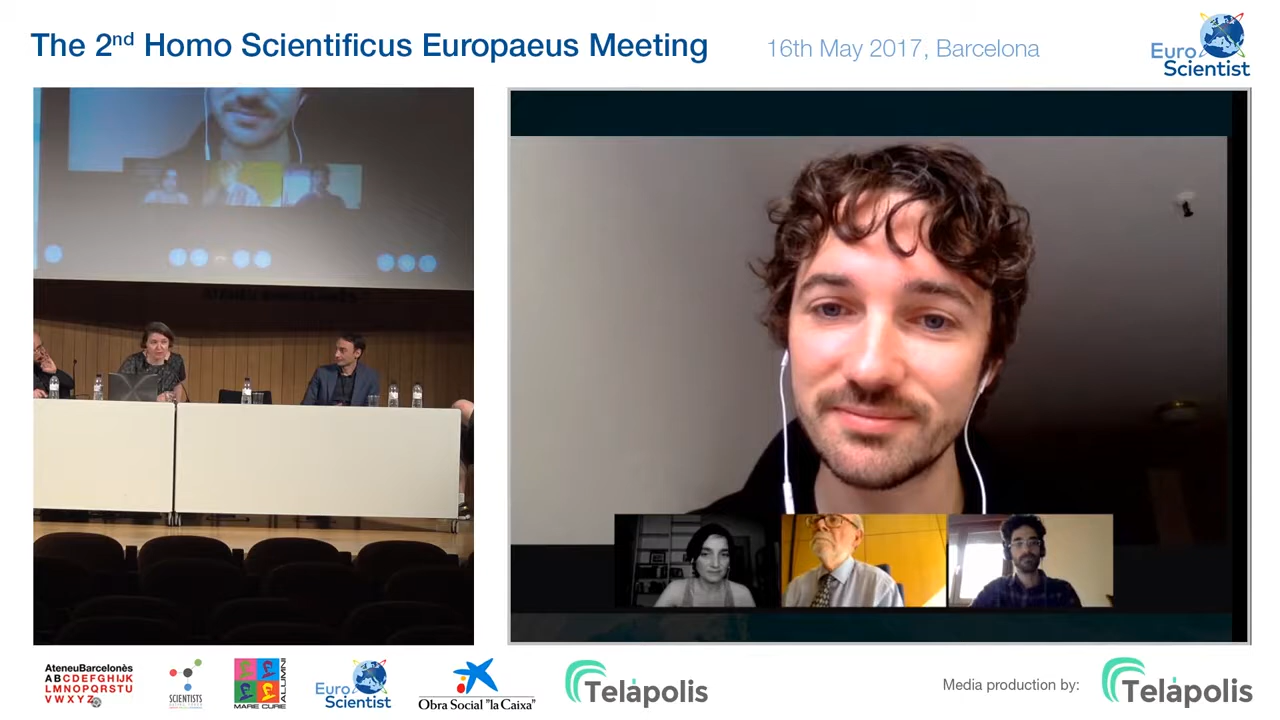 The 2nd Homo Scientificus Europaeus Meeting
16th May 2017, Barcelona
Euro
Scientist
AteneuBarcelonès
ABCDEFGHIJK
LMNOPQRSTU
VWXYZ
SCIENTISTS
MARIE CURIE
ALUMNI
Euro
Scientist
Obra Social "la Caixa"
Telàpolis
Media production by:
Telàpolis